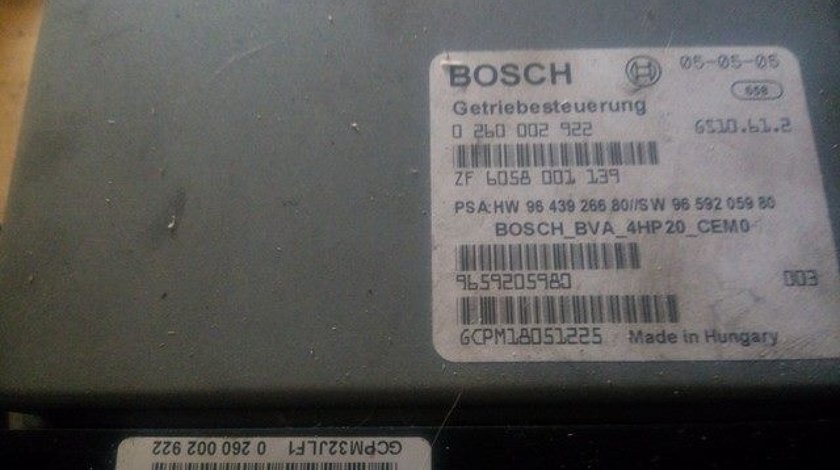 BOSCH 05-05-05
658
Getriebesteuerung
0 260 002 922 GS10.61.2
ZF 6058 001 139
PSA:HW 96 439 266 80//SW 96 592 059 80
BOSCH_BVA_4HP20_CEM0
9659205980 003
GCPM18051225 Made in Hungary
GCPM32JLF1 0 260 002 922